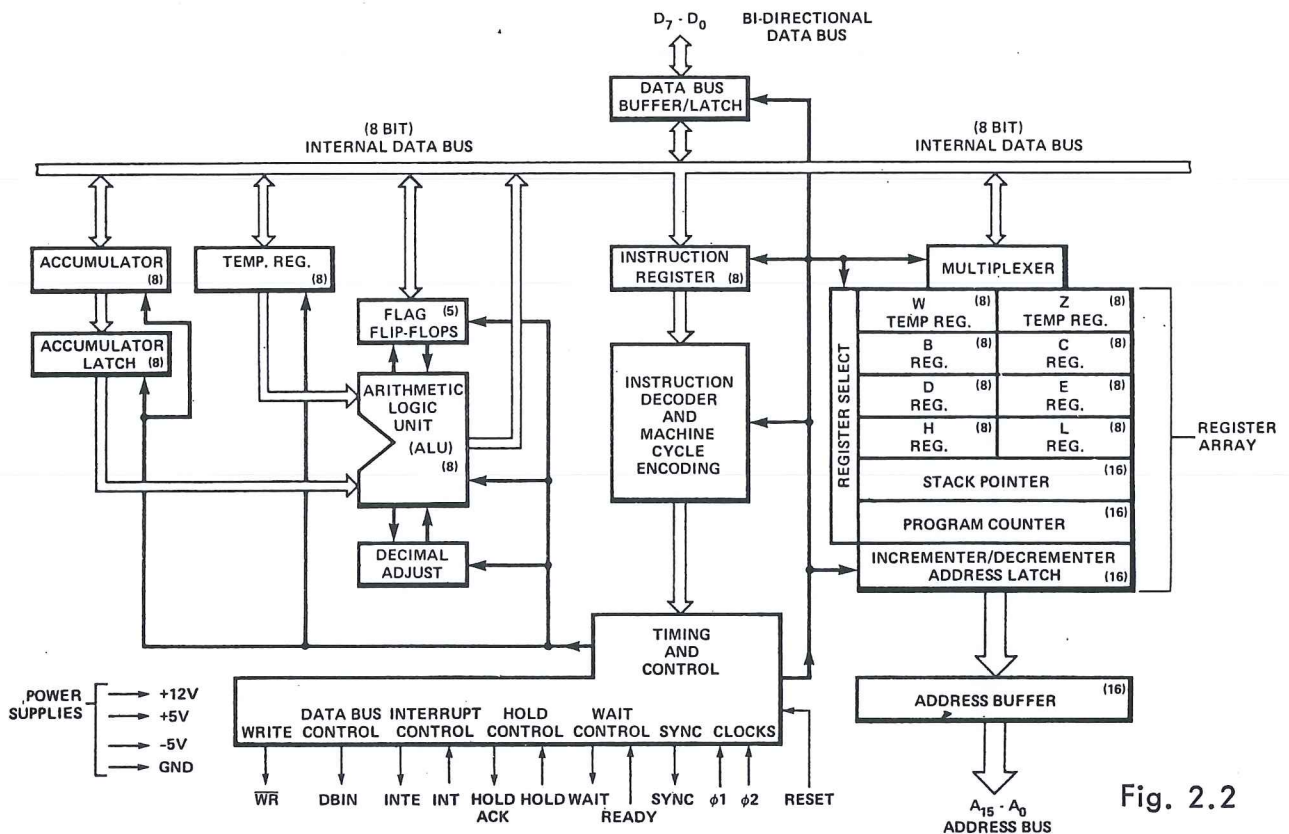 D7 - D0
BI-DIRECTIONAL
DATA BUS
DATA BUS
BUFFER/LATCH
(8 BIT)
INTERNAL DATA BUS
(8 BIT)
INTERNAL DATA BUS
ACCUMULATOR
(8)
TEMP. REG.
(8)
INSTRUCTION
REGISTER (8)
MULTIPLEXER
ACCUMULATOR
LATCH (8)
FLAG (5)
FLIP-FLOPS
ARITHMETIC
LOGIC
UNIT
(ALU)
(8)
DECIMAL
ADJUST
INSTRUCTION
DECODER
AND
MACHINE
CYCLE
ENCODING
REGISTER SELECT
W (8)
TEMP REG.
Z (8)
TEMP REG.
B (8)
REG.
C (8)
REG.
D (8)
REG.
E (8)
REG.
H (8)
REG.
L (8)
REG.
(16)
STACK POINTER
PROGRAM COUNTER (16)
INCREMENTER/DECREMENTER
ADDRESS LATCH (16)
REGISTER
ARRAY
TIMING
AND
CONTROL
WRITE
DATA BUS
CONTROL
INTERRUPT
CONTROL
HOLD
CONTROL
WAIT
CONTROL
SYNC
CLOCKS
POWER
SUPPLIES
+12V
+5V
-5V
GND
WR
DBIN
INTE
INT
HOLD
ACK
HOLD
WAIT
READY
SYNC
ϕ1
ϕ2
RESET
ADDRESS BUFFER (16)
A15 - A0
ADDRESS BUS
Fig. 2.2